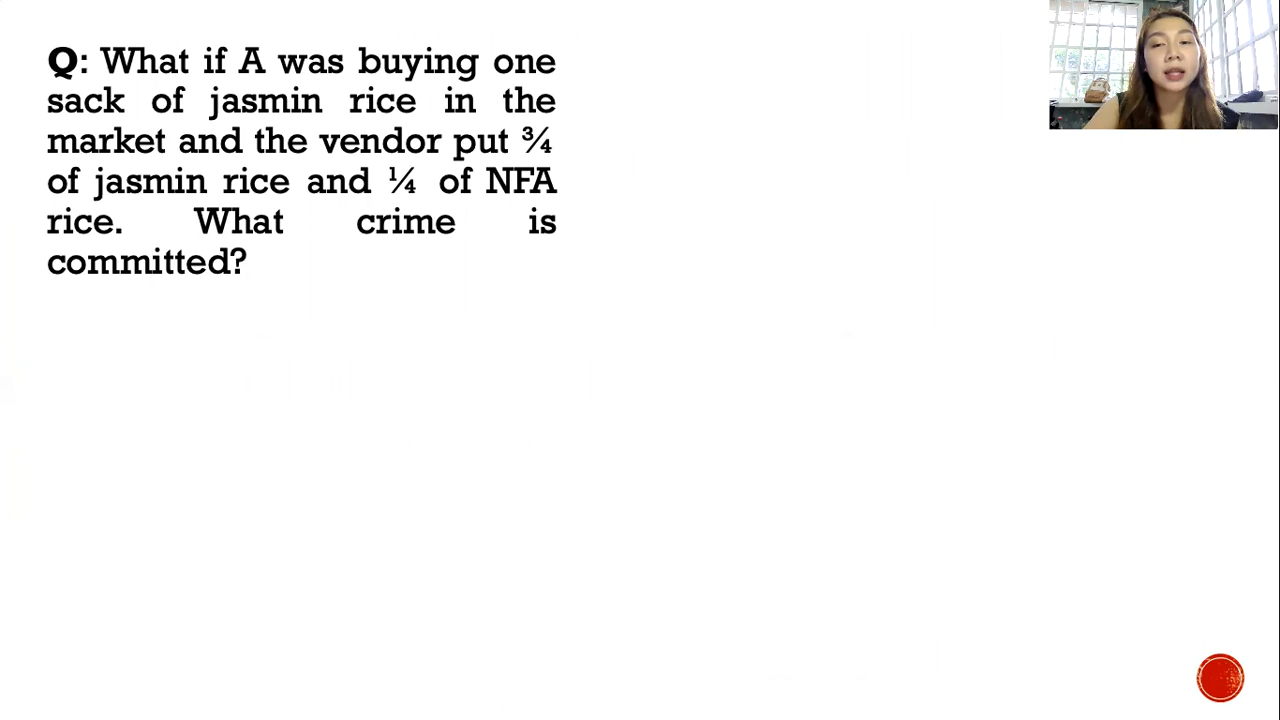 Q: What if A was buying one
sack of jasmin rice in the
market and the vendor put ¾
of jasmin rice and ¼ of NFA
rice. What crime is
committed?